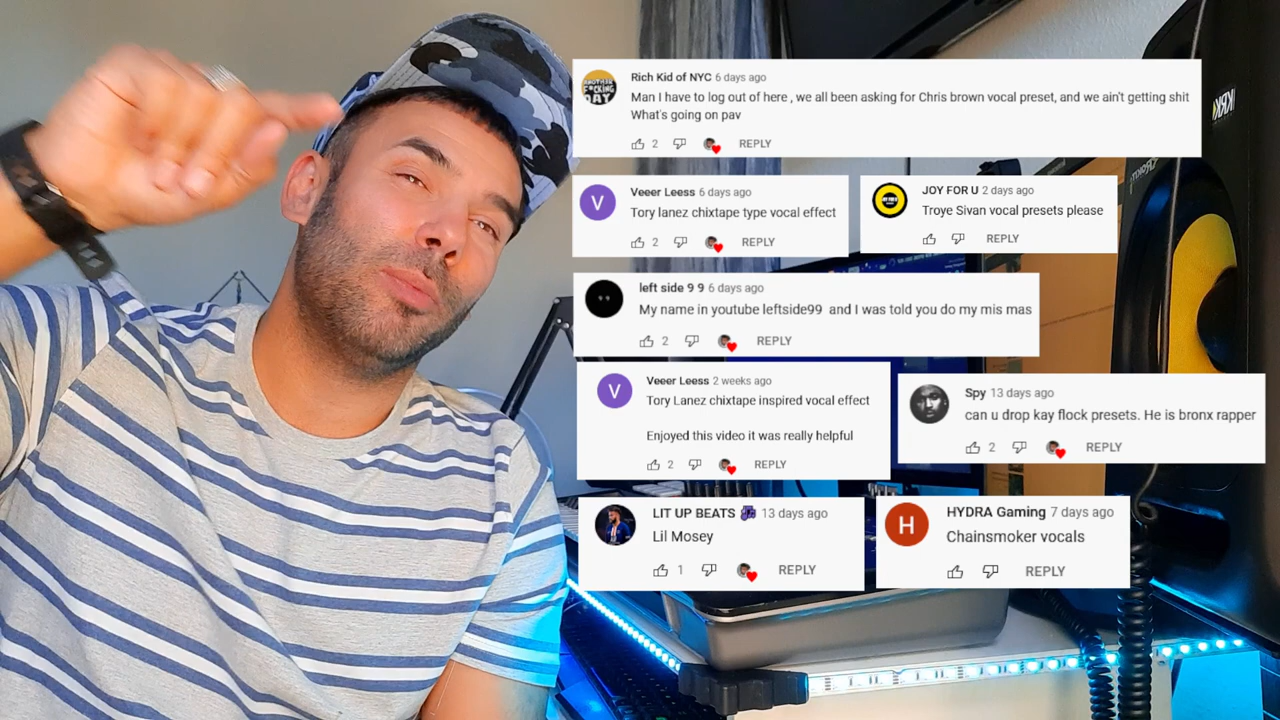 Rich Kid of NYC 6 days ago
Man I have to log out of here , we all been asking for Chris brown vocal preset, and we ain't getting shit
What's going on pav
2 REPLY
Veeer Leess 6 days ago
Tory lanez chixtape type vocal effect
2 REPLY
JOY FOR U 2 days ago
Troye Sivan vocal presets please
REPLY
left side 9 9 6 days ago
My name in youtube leftside99 and I was told you do my mis mas
2 REPLY
Veeer Leess 2 weeks ago
Tory Lanez chixtape inspired vocal effect
Enjoyed this video it was really helpful
2 REPLY
Spy 13 days ago
can u drop kay flock presets. He is bronx rapper
2 REPLY
LIT UP BEATS 13 days ago
Lil Mosey
1 REPLY
HYDRA Gaming 7 days ago
Chainsmoker vocals
REPLY
V
V
H
KRK